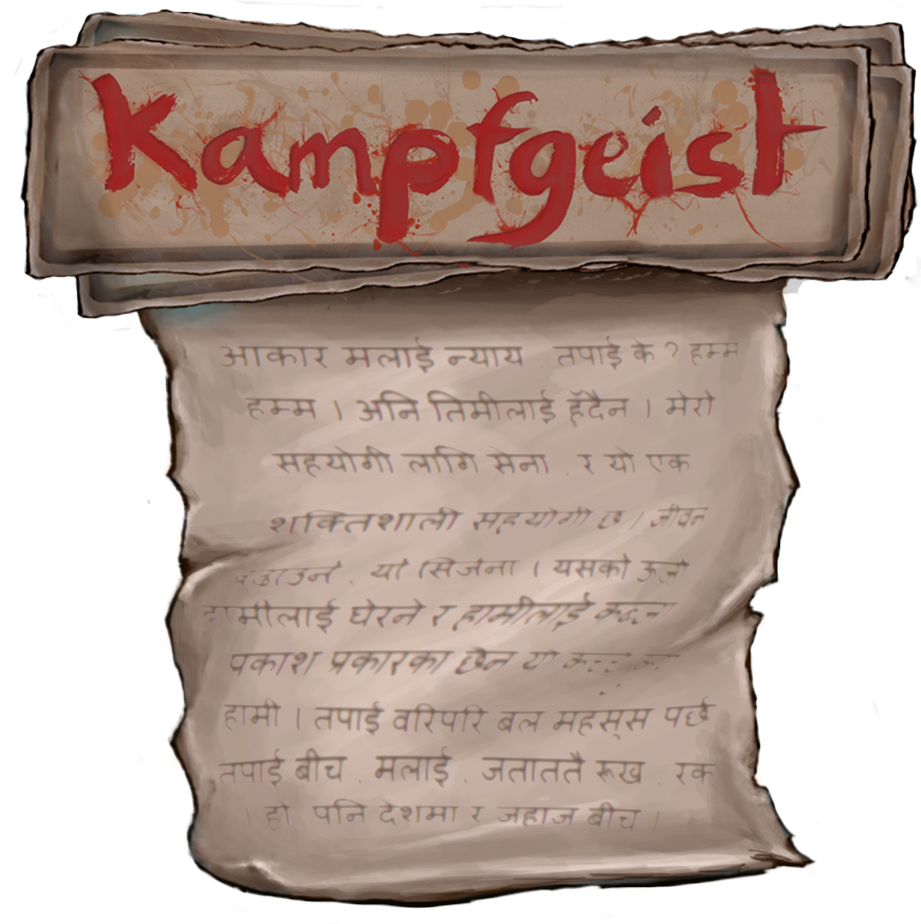 Kampfgeist
आकार मलाई न्याय . तपाई के ? हम्म
हम्म । अनि तिमीलाई हुँदैन । मेरो
सहयोगी लागि सेना . र यो एक
शक्तिशाली सहयोगी छ । जीवन
यो सिर्जना । यसको
हामीलाई घेरने र हामीलाई
प्रकाश प्रकारका छैन यो
हामी । तपाई वरिपरि बल महसुस पर्छ
तपाई बीच . मलाई . जताततै रूख . रक
। हो पनि देशमा र जहाज बीच ।